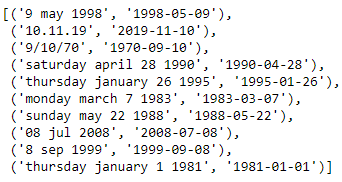 [('9 may 1998', '1998-05-09'),
('10.11.19', '2019-11-10'),
('9/10/70', '1970-09-10'),
('saturday april 28 1990', '1990-04-28'),
('thursday january 26 1995', '1995-01-26'),
('monday march 7 1983', '1983-03-07'),
('sunday may 22 1988', '1988-05-22'),
('08 jul 2008', '2008-07-08'),
('8 sep 1999', '1999-09-08'),
('thursday january 1 1981', '1981-01-01')]